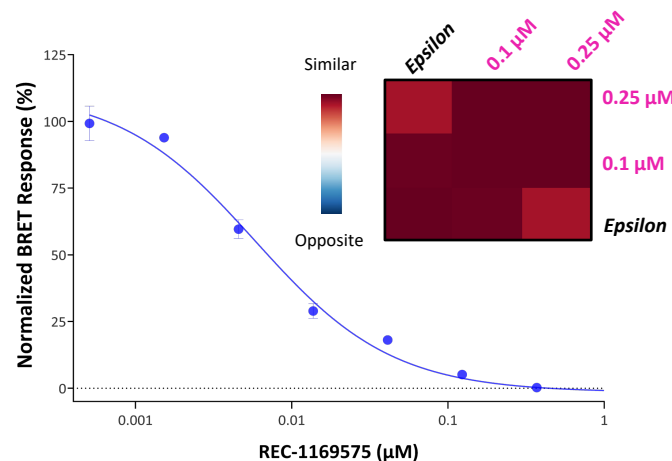 Normalized BRET Response (%)
125
100
75
50
25
0
0.001
0.01
0.1
1
REC-1169575 (µM)
Similar
Opposite
Epsilon
0.1 µM
0.25 µM
0.25 µM
0.1 µM
Epsilon